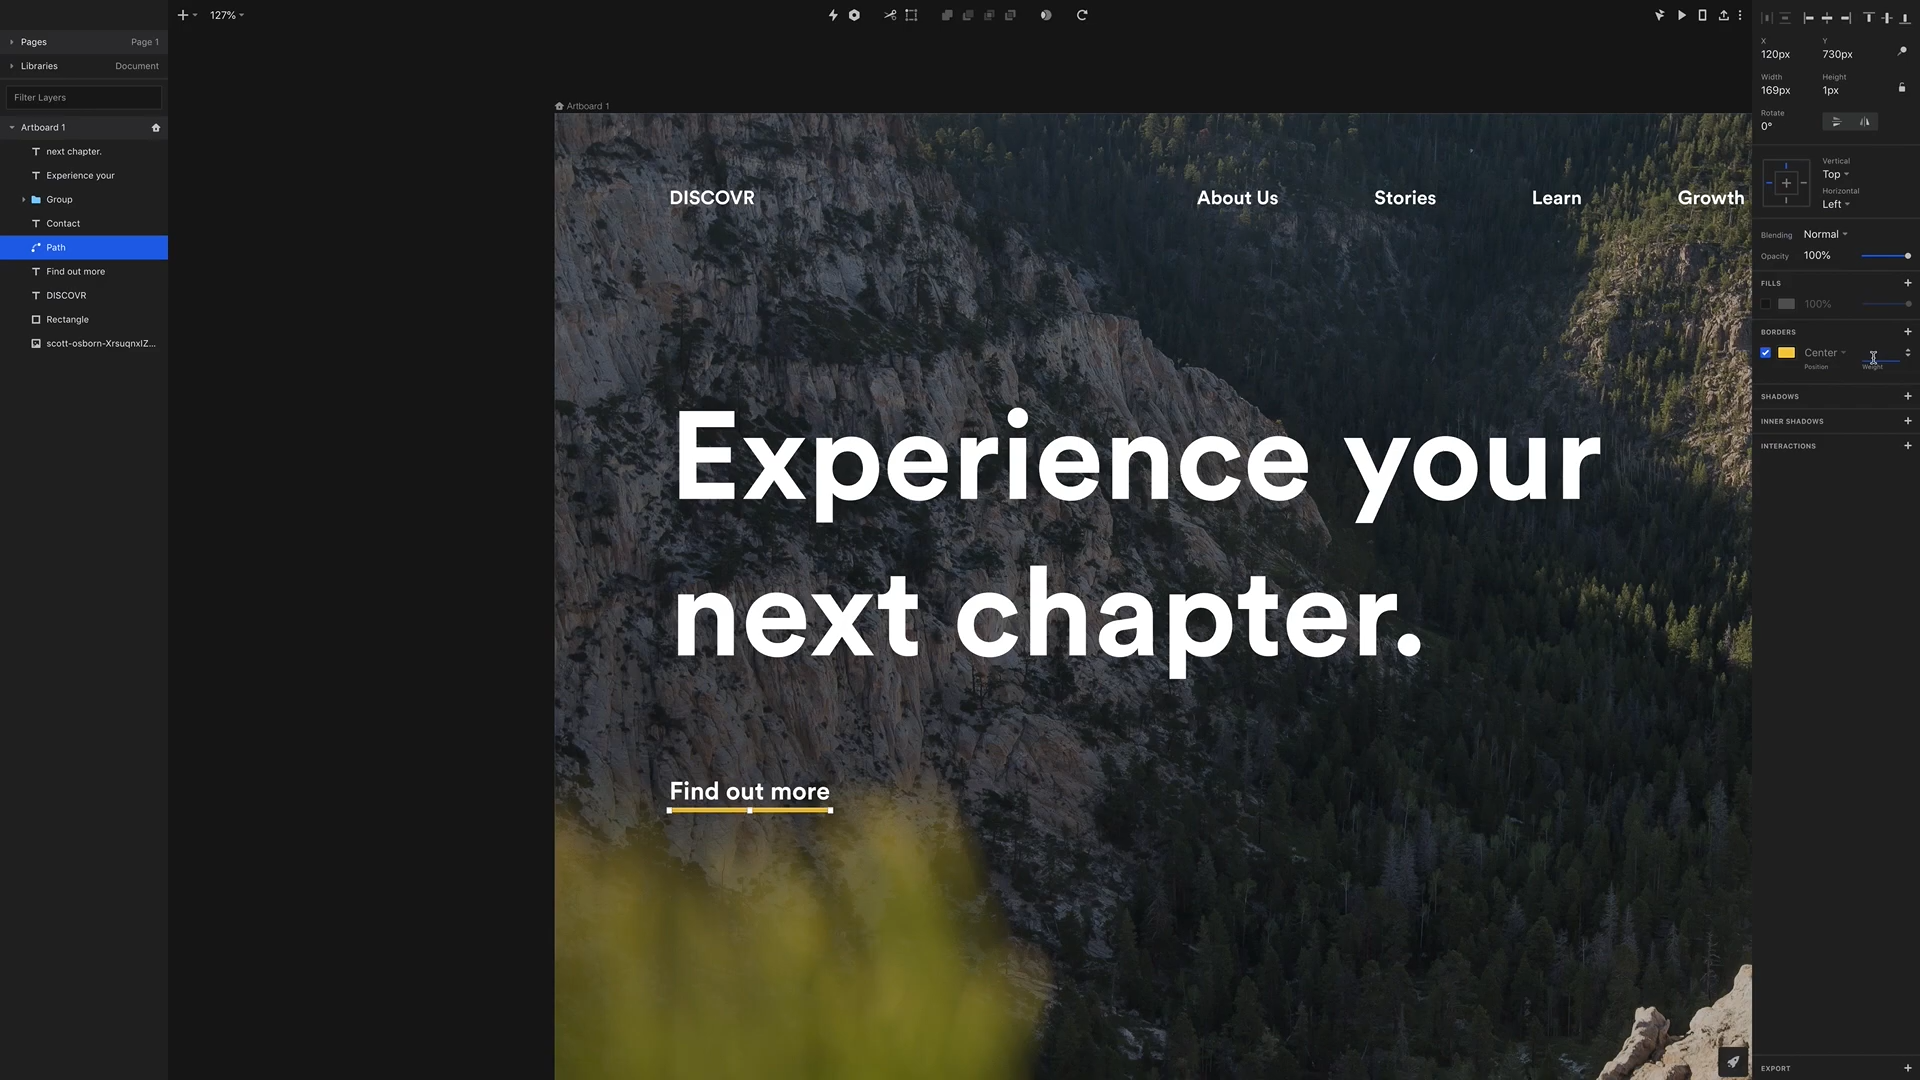 127%
Pages
Page 1
Libraries
Document
Filter Layers
Artboard 1
next chapter.
Experience your
Group
Contact
Path
Find out more
DISCOVR
Rectangle
scott-osborn-XrsuqnxIZ...
Artboard 1
DISCOVR
About Us
Stories
Learn
Growth
Experience your
next chapter.
Find out more
X
Y
120px
730px
Width
Height
169px
1px
Rotate
0°
Vertical
Top
Horizontal
Left
Blending
Normal
Opacity
100%
FILLS
100%
BORDERS
Center
Position
Weight
SHADOWS
INNER SHADOWS
INTERACTIONS
EXPORT